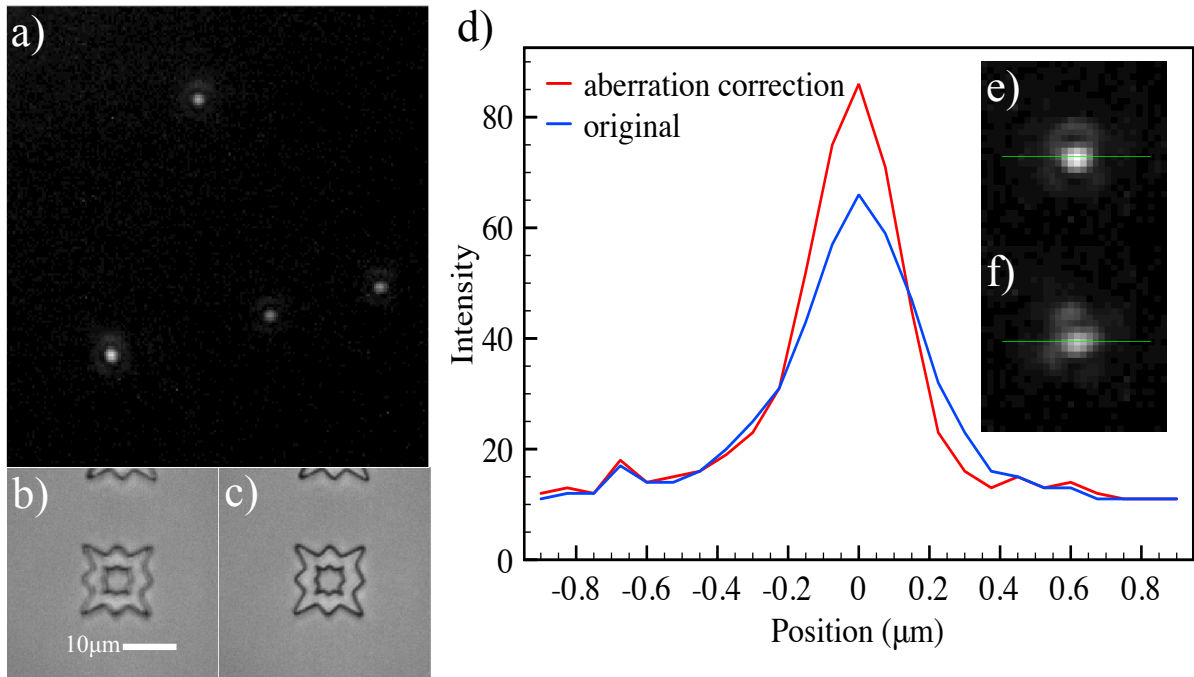 a)
b)
10μm
c)
d)
aberration correction
original
e)
f)
Intensity
80
60
40
20
0
-0.8 -0.6 -0.4 -0.2 0 0.2 0.4 0.6 0.8
Position (μm)